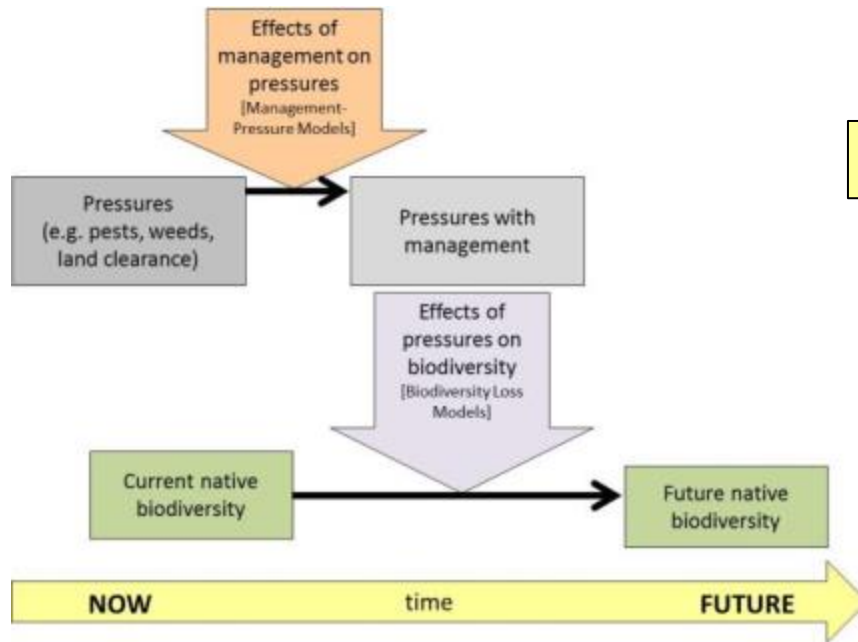 Effects of
management on
pressures
[Management-
Pressure Models]
Pressures
(e.g. pests, weeds,
land clearance)
Pressures with
management
Effects of
pressures on
biodiversity
[Biodiversity Loss
Models]
Current native
biodiversity
Future native
biodiversity
NOW
time
FUTURE